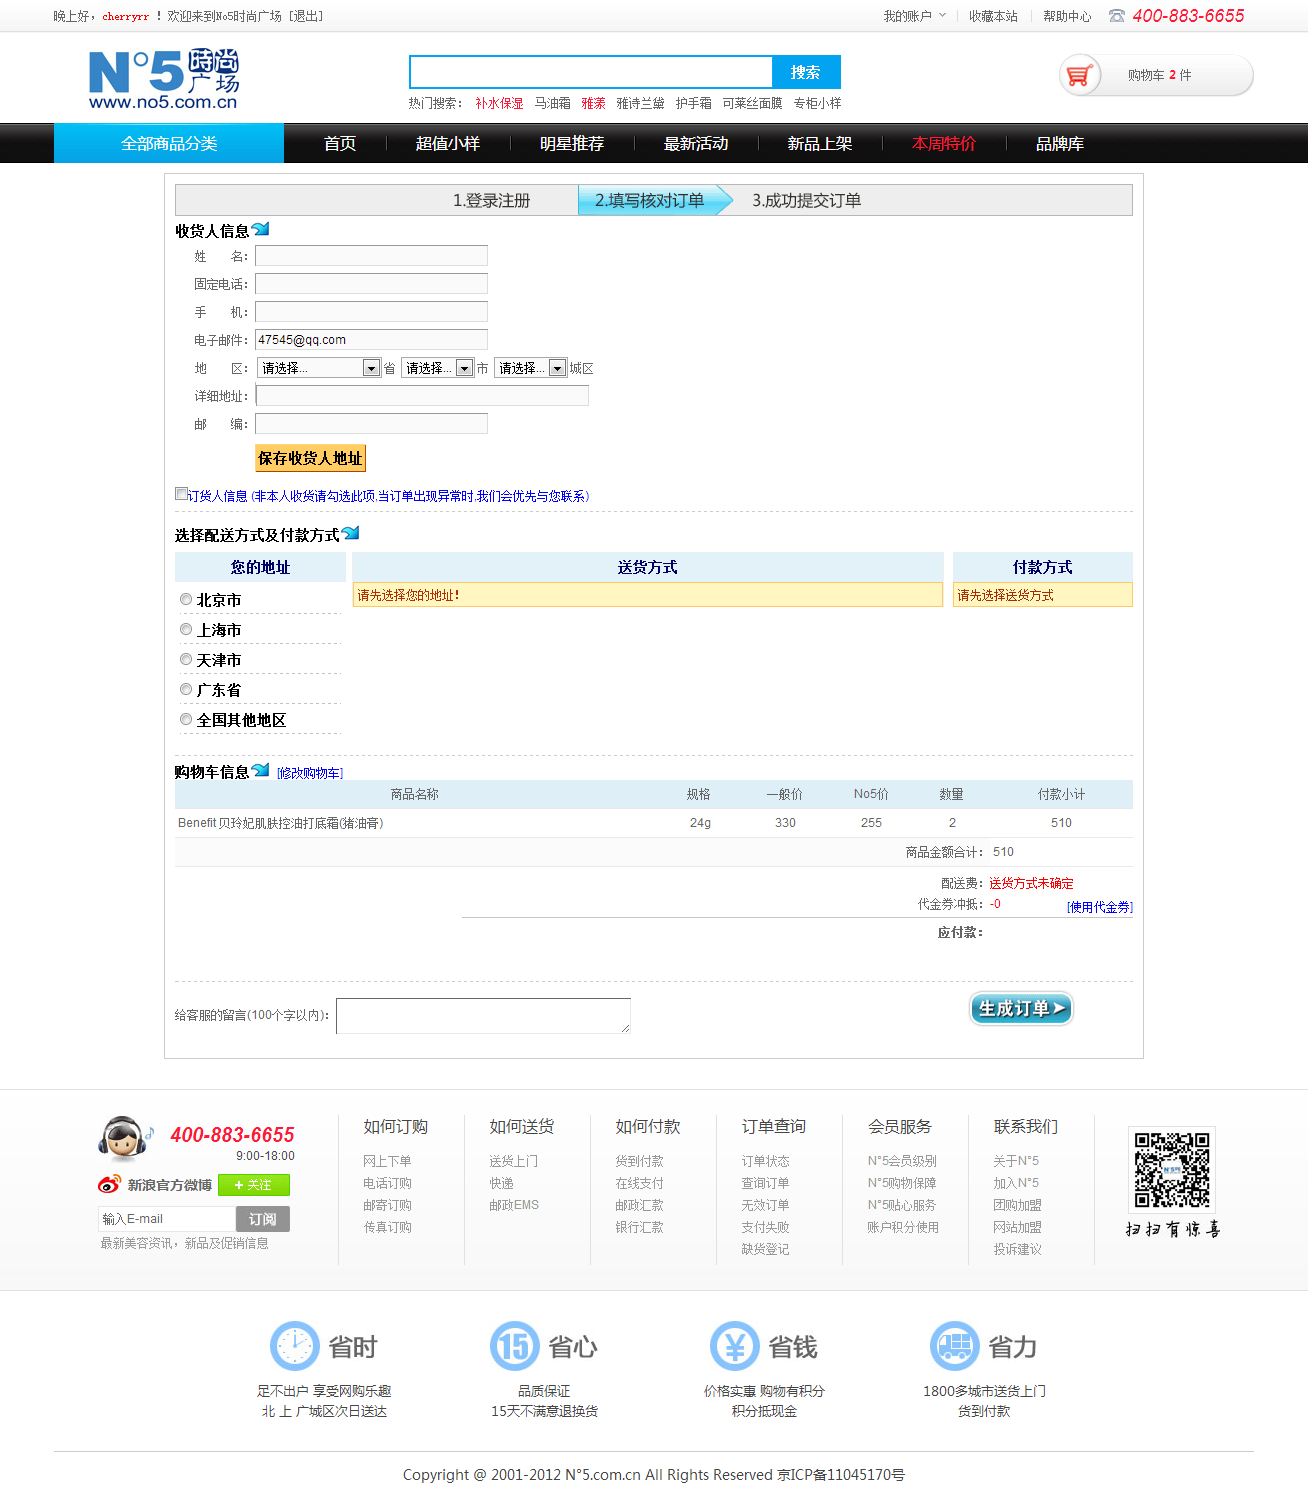 晚上好，cherryrr ！欢迎来到No5时尚广场 [退出]
我的账户 收藏本站 帮助中心 400-883-6655
N°5 時尚广场
www.no5.com.cn
搜索
购物车 2 件
热门搜索： 补水保湿 马油霜 雅漾 雅诗兰黛 护手霜 可莱丝面膜 专柜小样
全部商品分类 首页 超值小样 明星推荐 最新活动 新品上架 本周特价 品牌库
1.登录注册 2.填写核对订单 3.成功提交订单
收货人信息
姓 名：
固定电话：
手 机：
电子邮件： 47545@qq.com
地 区： 请选择... 省 请选择... 市 请选择... 城区
详细地址：
邮 编：
保存收货人地址
订货人信息 (非本人收货请勾选此项,当订单出现异常时,我们会优先与您联系)
选择配送方式及付款方式
您的地址 送货方式 付款方式
请先选择您的地址！ 请先选择送货方式
北京市
上海市
天津市
广东省
全国其他地区
购物车信息 [修改购物车]
商品名称 规格 一般价 No5价 数量 付款小计
Benefit 贝玲妃肌肤控油打底霜(猪油膏) 24g 330 255 2 510
商品金额合计： 510
配送费： 送货方式未确定
代金券冲抵： -0 [使用代金券]
应付款：
给客服的留言(100个字以内)：
生成订单
400-883-6655
9:00-18:00
新浪官方微博 + 关注
输入E-mail 订阅
最新美容资讯，新品及促销信息
如何订购
网上下单
电话订购
邮寄订购
传真订购
如何送货
送货上门
快递
邮政EMS
如何付款
货到付款
在线支付
邮政汇款
银行汇款
订单查询
订单状态
查询订单
无效订单
支付失败
缺货登记
会员服务
N°5会员级别
N°5购物保障
N°5贴心服务
账户积分使用
联系我们
关于N°5
加入N°5
团购加盟
网站加盟
投诉建议
扫扫有惊喜
省时
足不出户 享受网购乐趣
北 上 广城区次日送达
15 省心
品质保证
15天不满意退换货
¥ 省钱
价格实惠 购物有积分
积分抵现金
省力
1800多城市送货上门
货到付款
Copyright @ 2001-2012 N°5.com.cn All Rights Reserved 京ICP备11045170号